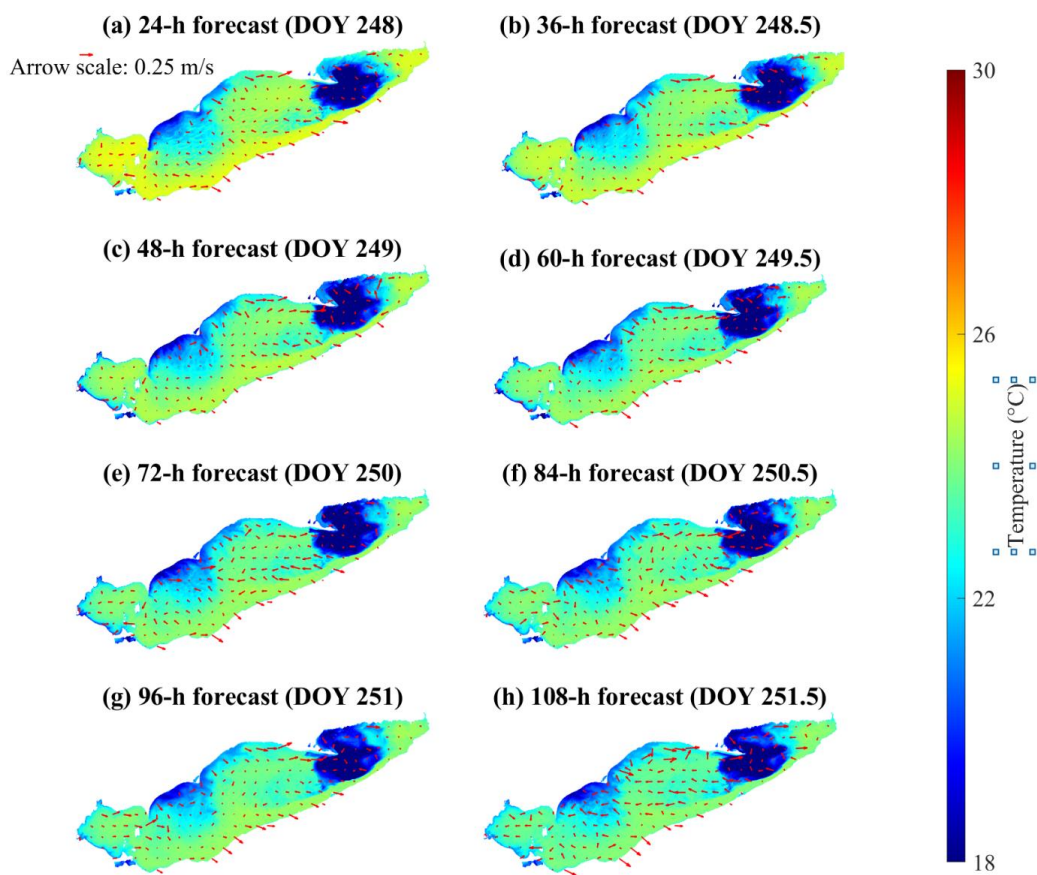 (a) 24-h forecast (DOY 248)
(b) 36-h forecast (DOY 248.5)
Arrow scale: 0.25 m/s
(c) 48-h forecast (DOY 249)
(d) 60-h forecast (DOY 249.5)
(e) 72-h forecast (DOY 250)
(f) 84-h forecast (DOY 250.5)
(g) 96-h forecast (DOY 251)
(h) 108-h forecast (DOY 251.5)
30
26
22
18
Temperature (°C)